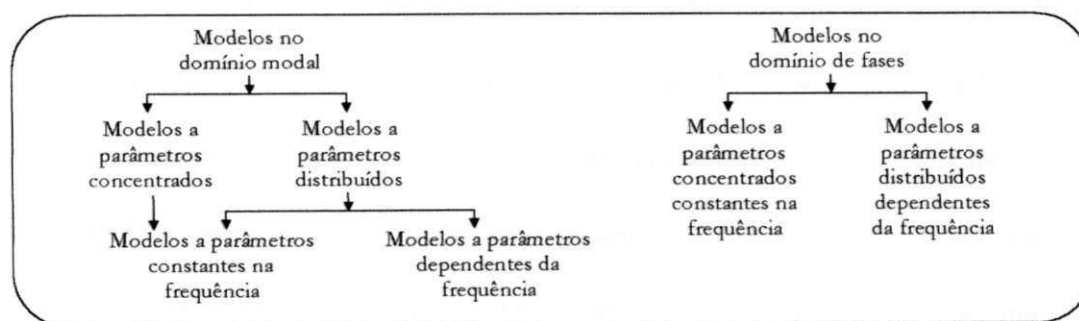 Modelos no
domínio modal
Modelos a
parâmetros
concentrados
Modelos a
parâmetros
distribuídos
Modelos a parâmetros
constantes na
frequência
Modelos a parâmetros
dependentes da
frequência
Modelos no
domínio de fases
Modelos a
parâmetros
concentrados
constantes na
frequência
Modelos a
parâmetros
distribuídos
dependentes
da frequência